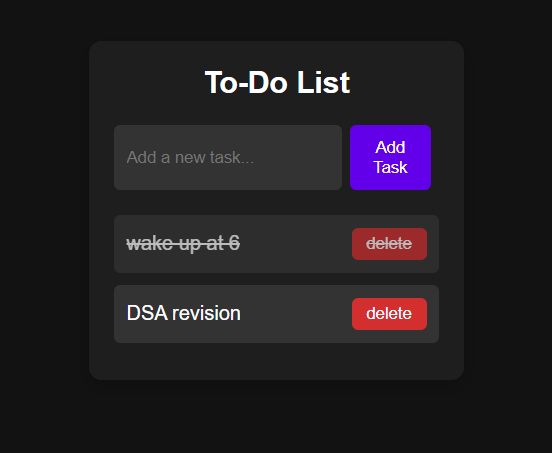 To-Do List
Add a new task...
Add
Task
wake up at 6 delete
DSA revision delete